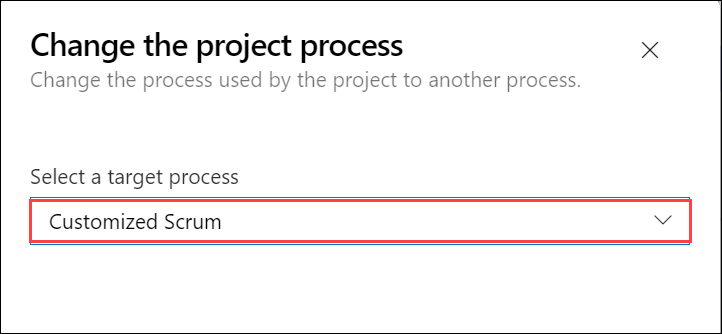 Change the project process
Change the process used by the project to another process.
Select a target process
Customized Scrum